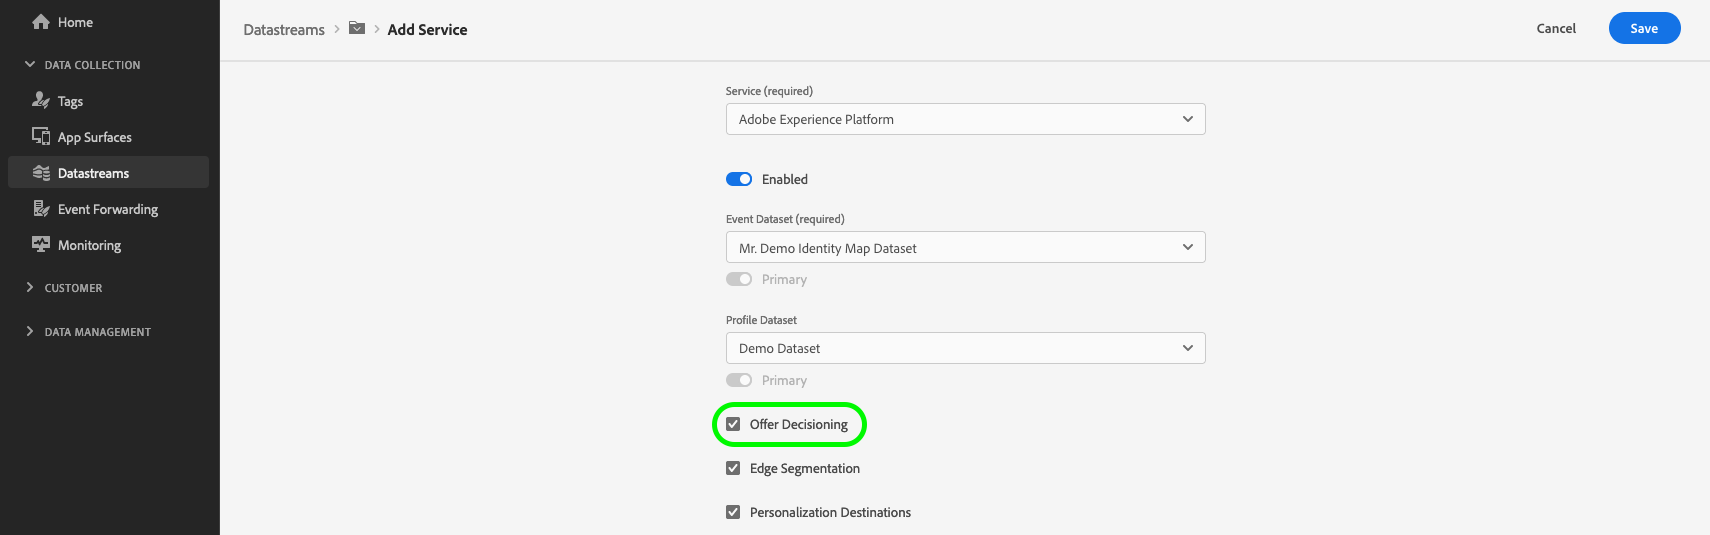 Home
DATA COLLECTION
Tags
App Surfaces
Datastreams
Event Forwarding
Monitoring
CUSTOMER
DATA MANAGEMENT
Datastreams > > Add Service
Cancel
Save
Service (required)
Adobe Experience Platform
Enabled
Event Dataset (required)
Mr. Demo Identity Map Dataset
Primary
Profile Dataset
Demo Dataset
Primary
Offer Decisioning
Edge Segmentation
Personalization Destinations